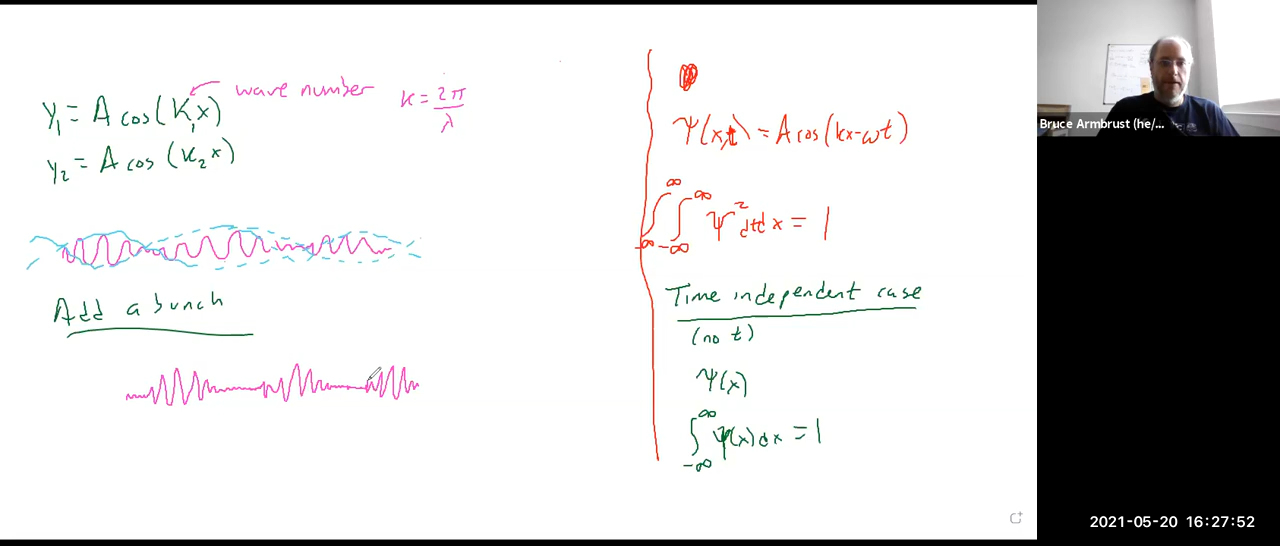 y₁ = A cos(K₁x)
wave number
K = 2π/λ
y₂ = A cos(K₂x)
Add a bunch
Ψ(x,t) = A cos(kx-ωt)
∫_{-∞}^{∞} ∫_{-∞}^{∞} Ψ² dt dx = 1
Time independent case
(no t)
Ψ(x)
∫_{-∞}^{∞} Ψ(x) dx = 1
Bruce Armbrust (he/...
2021-05-20 16:27:52